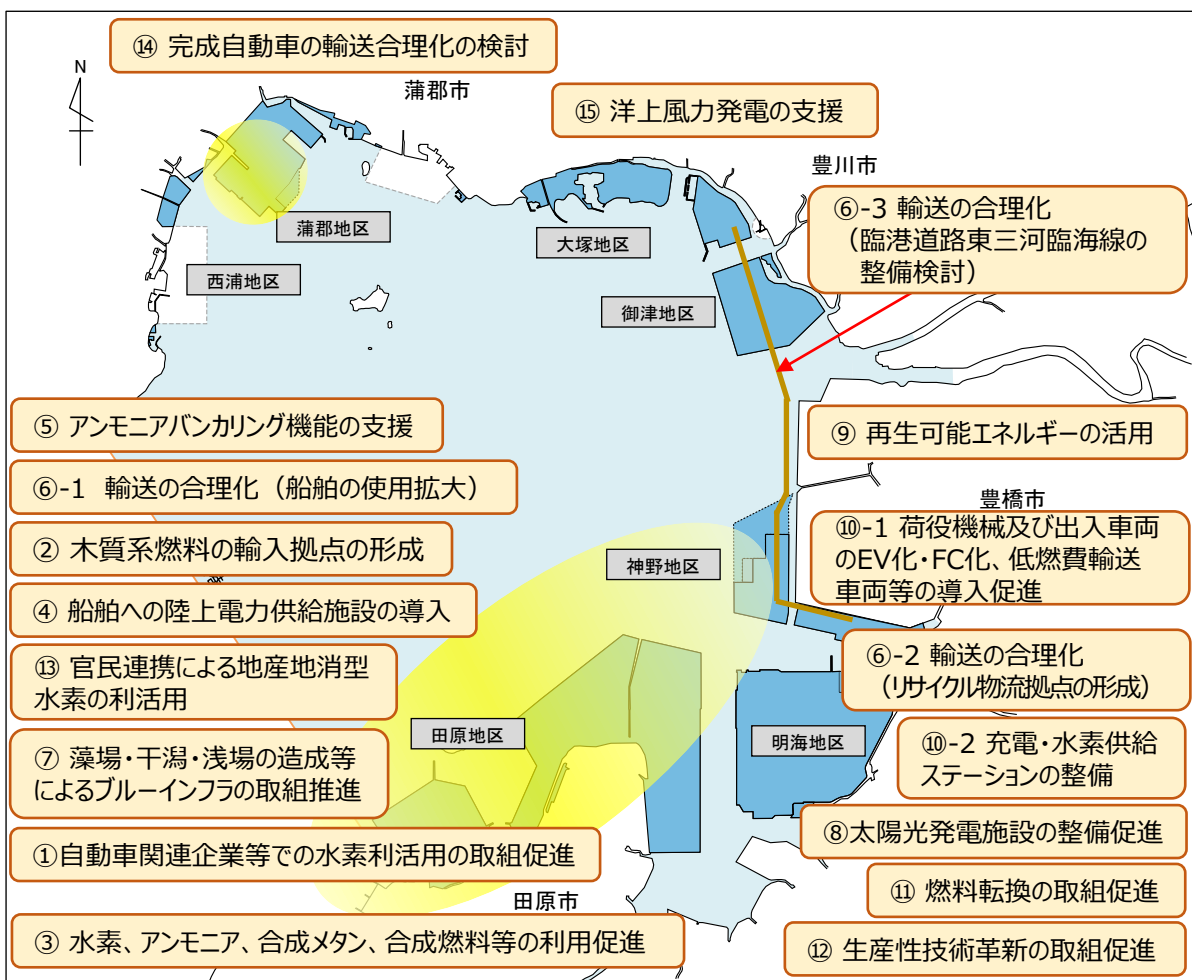 ⑭ 完成自動車の輸送合理化の検討
N
蒲郡市
⑮ 洋上風力発電の支援
豊川市
⑥-3 輸送の合理化
（臨港道路東三河臨海線の
整備検討）
蒲郡地区
大塚地区
西浦地区
御津地区
⑤ アンモニアバンカリング機能の支援
⑨ 再生可能エネルギーの活用
⑥-1 輸送の合理化（船舶の使用拡大）
豊橋市
② 木質系燃料の輸入拠点の形成
神野地区
⑩-1 荷役機械及び出入車両
のEV化・FC化、低燃費輸送
車両等の導入促進
④ 船舶への陸上電力供給施設の導入
⑥-2 輸送の合理化
（リサイクル物流拠点の形成）
⑬ 官民連携による地産地消型
水素の利活用
田原地区
明海地区
⑩-2 充電・水素供給
ステーションの整備
⑦ 藻場・干潟・浅場の造成等
によるブルーインフラの取組推進
⑧太陽光発電施設の整備促進
①自動車関連企業等での水素利活用の取組促進
⑪ 燃料転換の取組促進
田原市
③ 水素、アンモニア、合成メタン、合成燃料等の利用促進
⑫ 生産性技術革新の取組促進